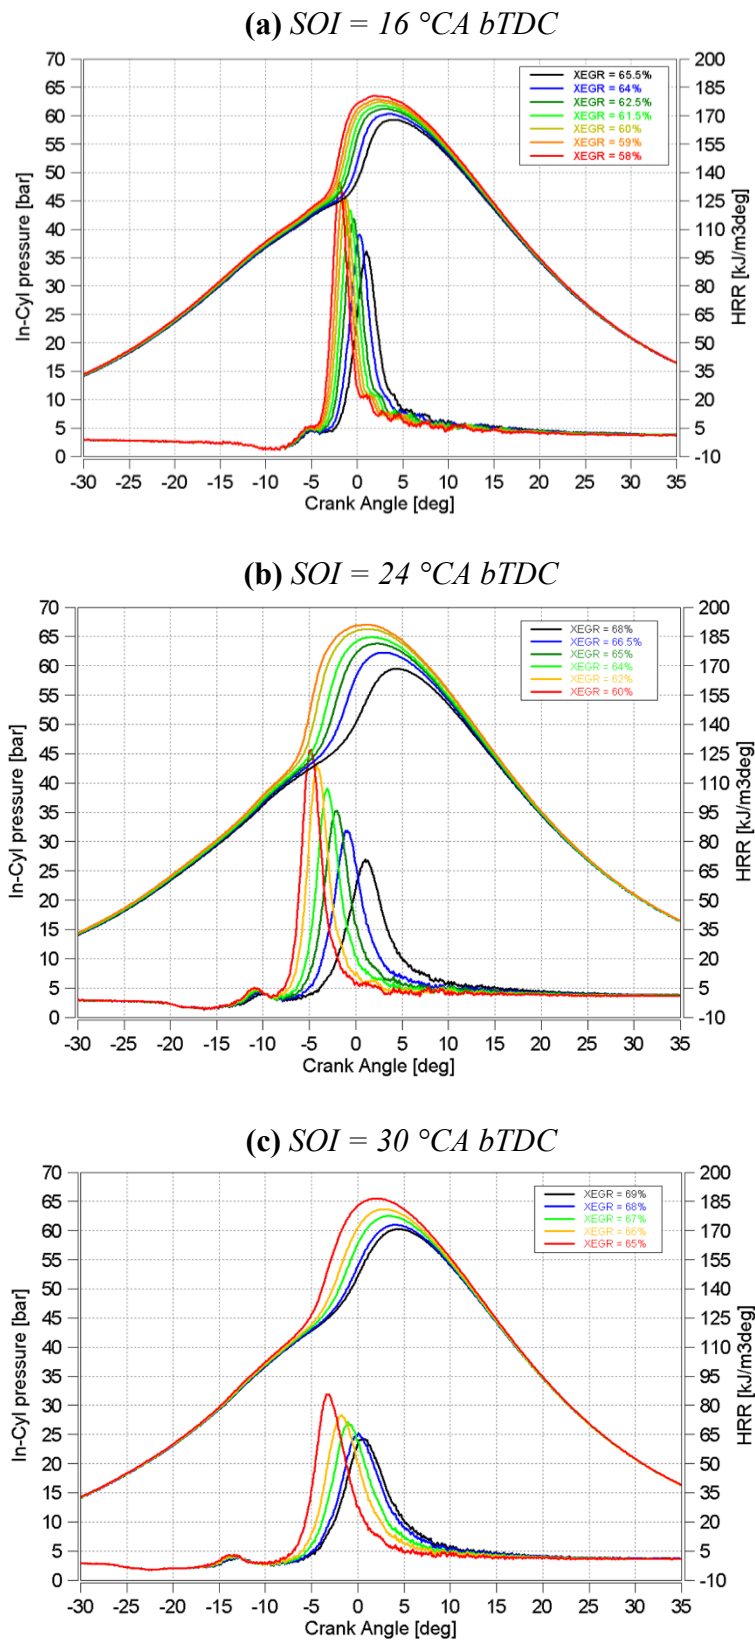 (a) SOI = 16 °CA bTDC
70
65
60
55
50
45
40
35
30
25
20
15
10
5
0
In-Cyl pressure [bar]
XEGR = 65.5%
XEGR = 64%
XEGR = 62.5%
XEGR = 61.5%
XEGR = 60%
XEGR = 59%
XEGR = 58%
200
185
170
155
140
125
110
95
80
65
50
35
20
5
-10
HRR [kJ/m3deg]
-30 -25 -20 -15 -10 -5 0 5 10 15 20 25 30 35
Crank Angle [deg]
(b) SOI = 24 °CA bTDC
70
65
60
55
50
45
40
35
30
25
20
15
10
5
0
In-Cyl pressure [bar]
XEGR = 68%
XEGR = 66.5%
XEGR = 65%
XEGR = 64%
XEGR = 62%
XEGR = 60%
200
185
170
155
140
125
110
95
80
65
50
35
20
5
-10
HRR [kJ/m3deg]
-30 -25 -20 -15 -10 -5 0 5 10 15 20 25 30 35
Crank Angle [deg]
(c) SOI = 30 °CA bTDC
70
65
60
55
50
45
40
35
30
25
20
15
10
5
0
In-Cyl pressure [bar]
XEGR = 69%
XEGR = 68%
XEGR = 67%
XEGR = 66%
XEGR = 65%
200
185
170
155
140
125
110
95
80
65
50
35
20
5
-10
HRR [kJ/m3deg]
-30 -25 -20 -15 -10 -5 0 5 10 15 20 25 30 35
Crank Angle [deg]